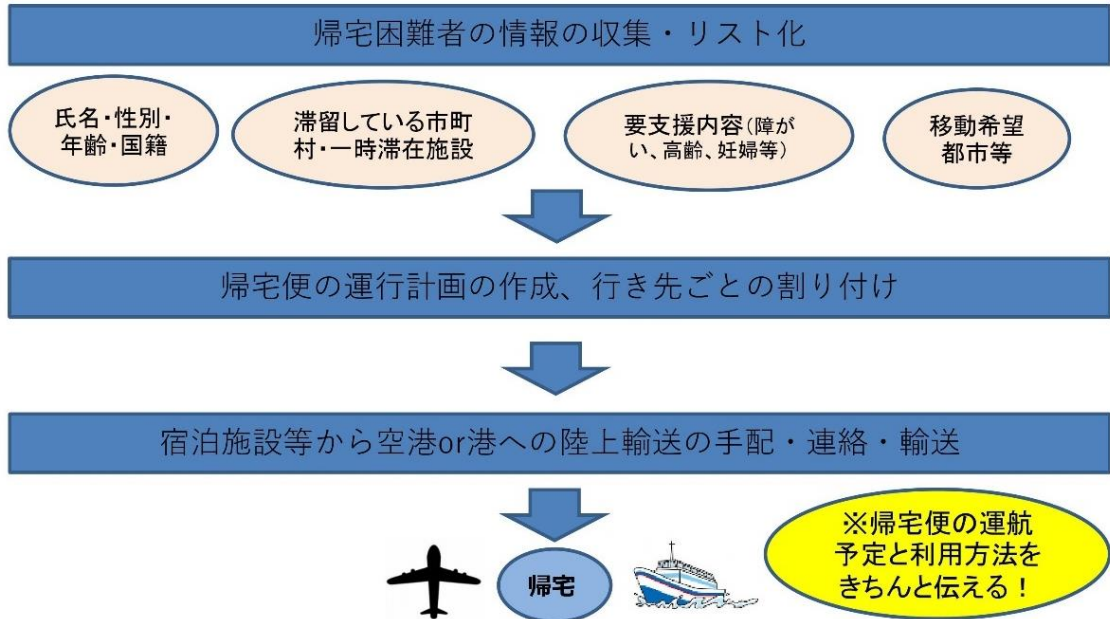 帰宅困難者の情報の収集・リスト化
氏名・性別・
年齢・国籍
滞留している市町
村・一時滞在施設
要支援内容(障が
い、高齢、妊婦等)
移動希望
都市等
帰宅便の運行計画の作成、行き先ごとの割り付け
宿泊施設等から空港or港への陸上輸送の手配・連絡・輸送
帰宅
※帰宅便の運航
予定と利用方法を
きちんと伝える！